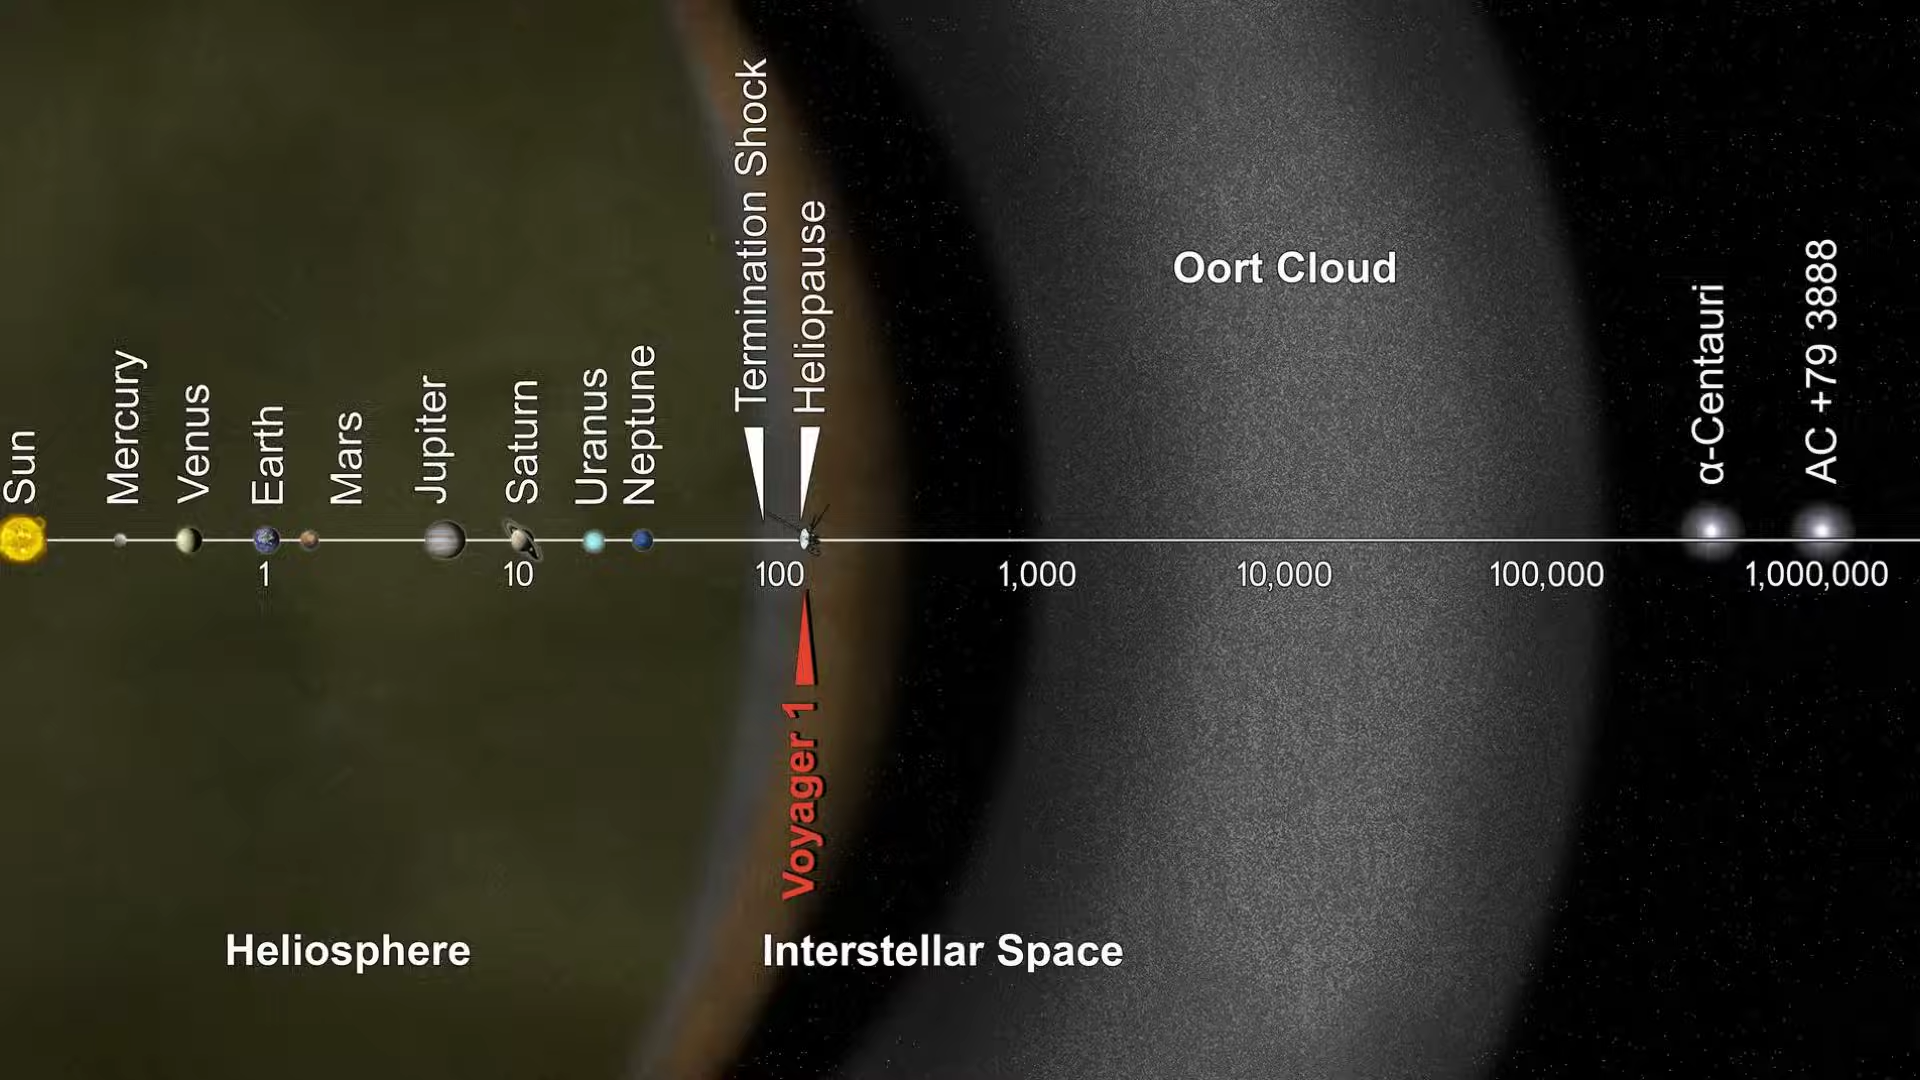 Sun
Mercury
Venus
Earth
Mars
Jupiter
Saturn
Uranus
Neptune
Termination Shock
Heliopause
Oort Cloud
α-Centauri
AC +79 3888
1
10
100
1,000
10,000
100,000
1,000,000
Voyager 1
Heliosphere
Interstellar Space